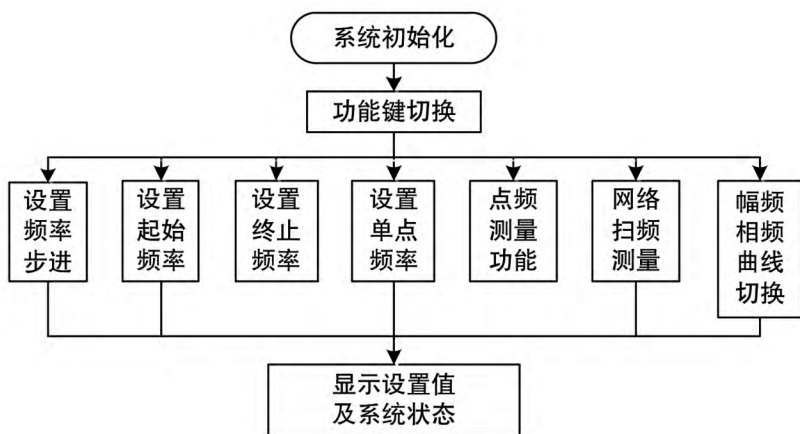 系统初始化
功能键切换
设置
频率
步进
设置
起始
频率
设置
终止
频率
设置
单点
频率
点频
测量
功能
网络
扫频
测量
幅频
相频
曲线
切换
显示设置值
及系统状态